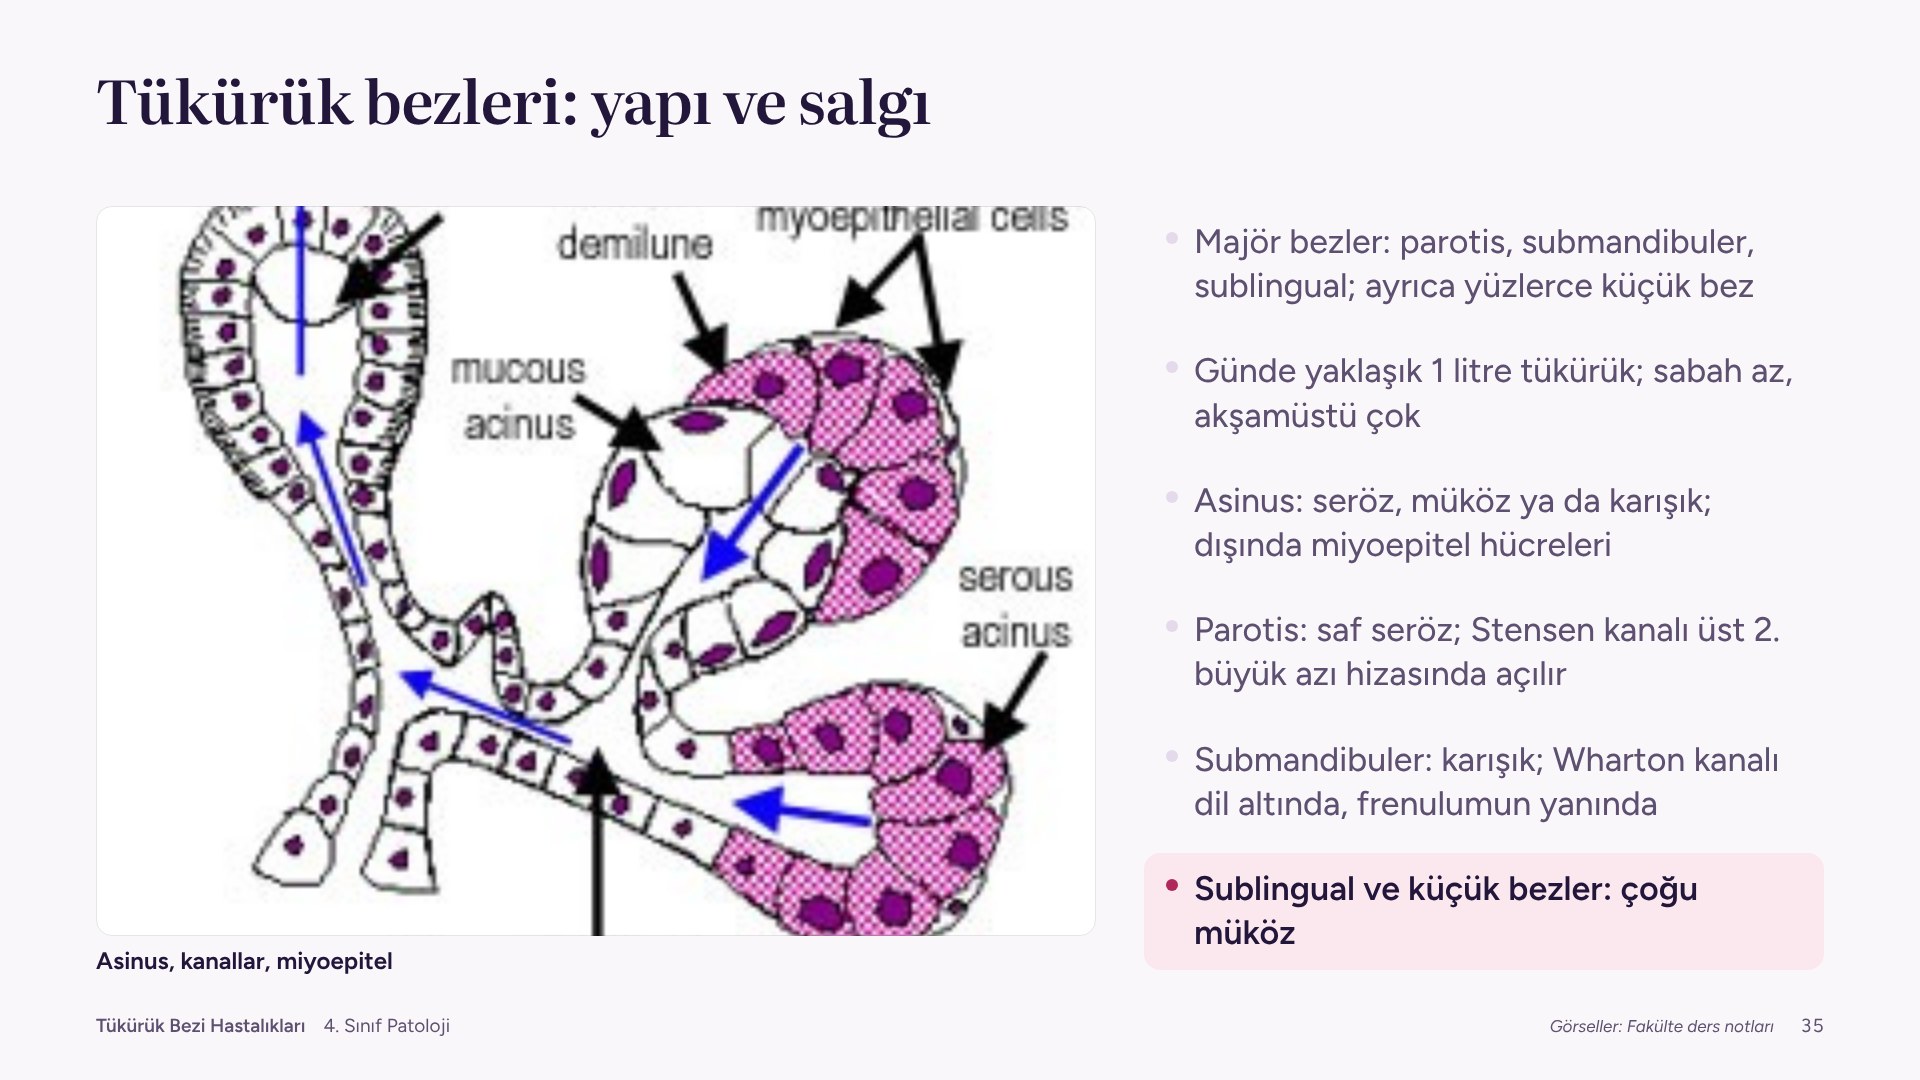 Tükürük bezleri: yapı ve salgı
myoepithelial cells
demilune
mucous
acinus
serous
acinus
Asinus, kanallar, miyoepitel
Majör bezler: parotis, submandibuler,
sublingual; ayrıca yüzlerce küçük bez
Günde yaklaşık 1 litre tükürük; sabah az,
akşamüstü çok
Asinus: seröz, müköz ya da karışık;
dışında miyoepitel hücreleri
Parotis: saf seröz; Stensen kanalı üst 2.
büyük azı hizasında açılır
Submandibuler: karışık; Wharton kanalı
dil altında, frenulumun yanında
Sublingual ve küçük bezler: çoğu
müköz
Tükürük Bezi Hastalıkları 4. Sınıf Patoloji
Görseller: Fakülte ders notları 35